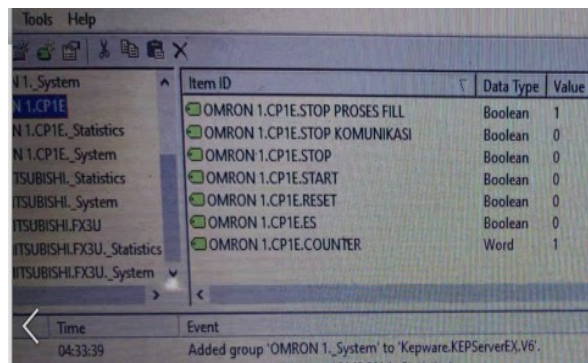 Tools Help
N 1._System
N 1.CP1E
N 1.CP1E._Statistics
N 1.CP1E._System
ITSUBISHI._Statistics
ITSUBISHI._System
ITSUBISHI.FX3U
ITSUBISHI.FX3U._Statistics
ITSUBISHI.FX3U._System
Item ID Data Type Value
OMRON 1.CP1E.STOP PROSES FILL Boolean 1
OMRON 1.CP1E.STOP KOMUNIKASI Boolean 0
OMRON 1.CP1E.STOP Boolean 0
OMRON 1.CP1E.START Boolean 0
OMRON 1.CP1E.RESET Boolean 0
OMRON 1.CP1E.ES Boolean 0
OMRON 1.CP1E.COUNTER Word 1
Time Event
04:33:39 Added group 'OMRON 1._System' to 'Kepware.KEPServerEX.V6'.